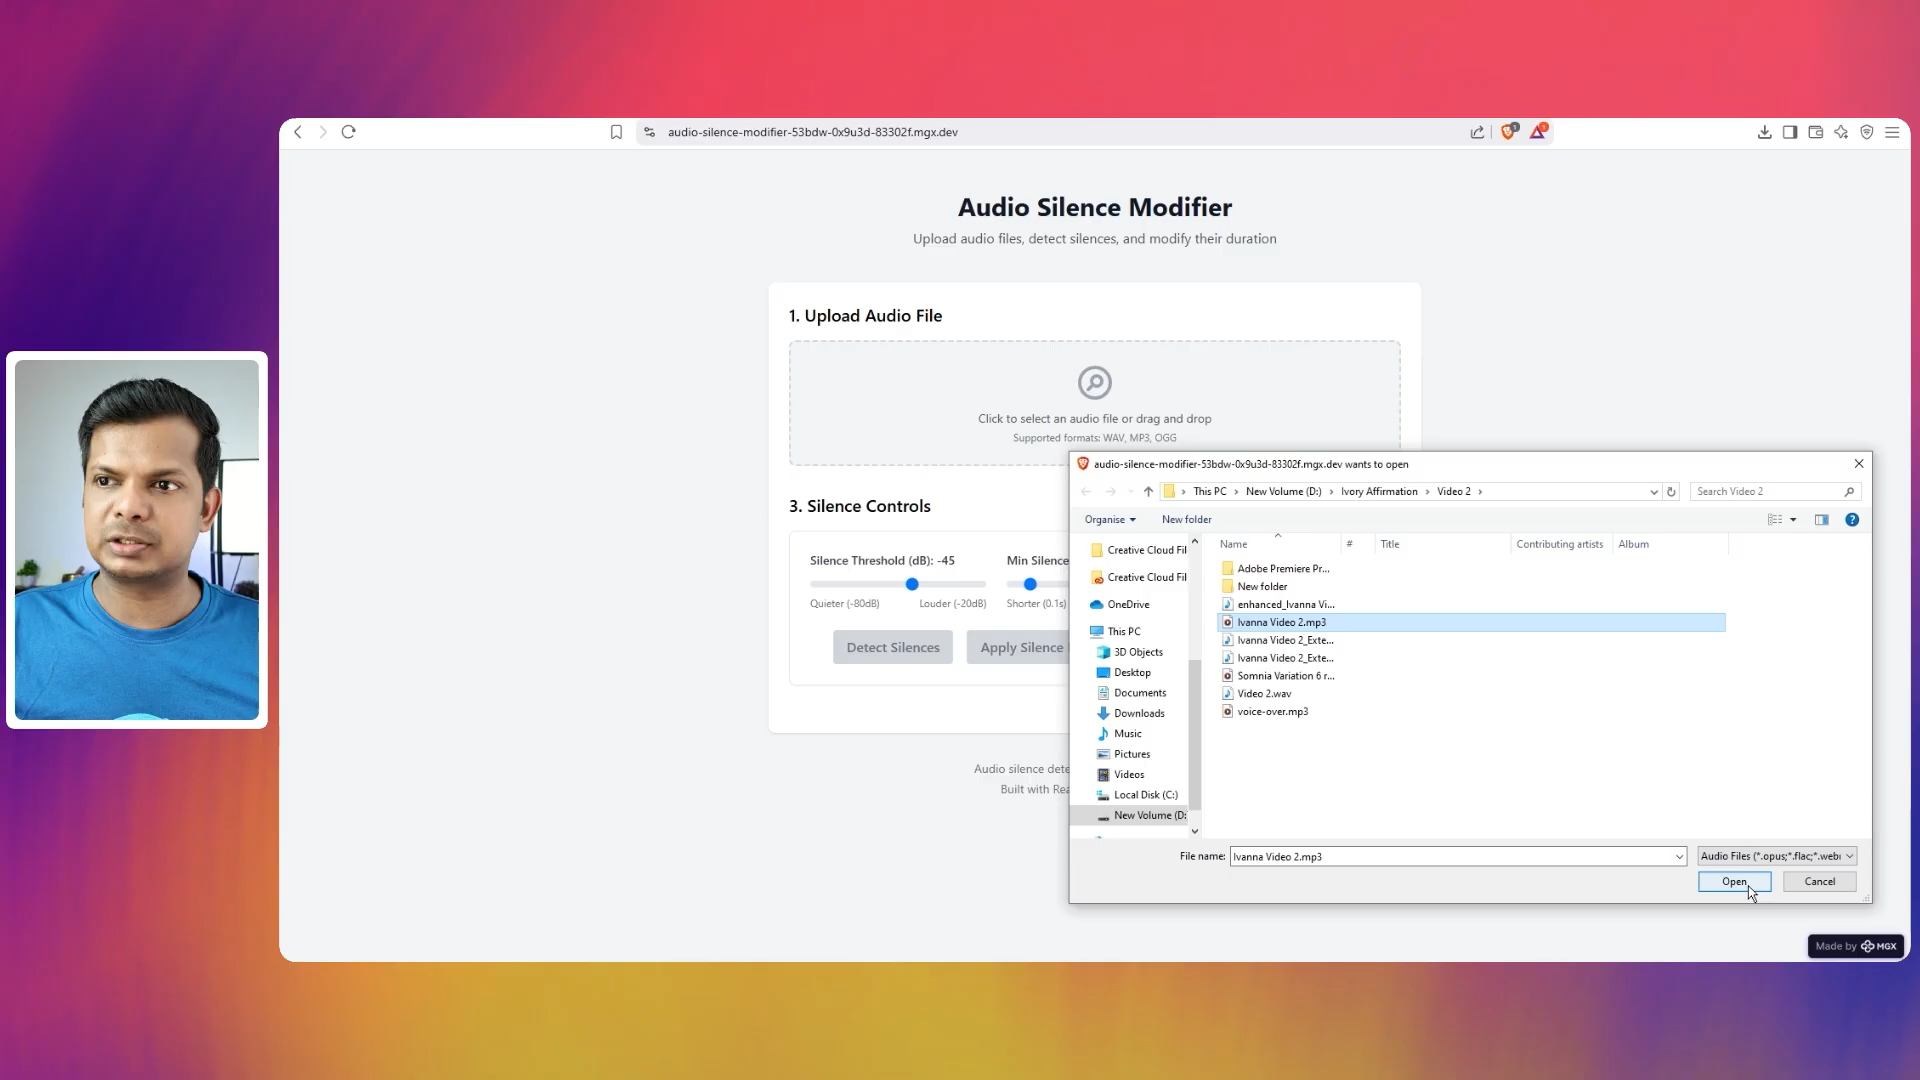 audio-silence-modifier-53bdw-0x9u3d-83302f.mgx.dev
Audio Silence Modifier
Upload audio files, detect silences, and modify their duration
1. Upload Audio File
Click to select an audio file or drag and drop
Supported formats: WAV, MP3, OGG
3. Silence Controls
Silence Threshold (dB): -45
Min Silence
Quieter (-80dB)
Louder (-20dB)
Shorter (0.1s)
Detect Silences
Apply Silence
Audio silence dete
Built with Rea
audio-silence-modifier-53bdw-0x9u3d-83302f.mgx.dev wants to open
This PC
New Volume (D:)
Ivory Affirmation
Video 2
Search Video 2
Organise
New folder
Creative Cloud Fil
Creative Cloud Fil
OneDrive
This PC
3D Objects
Desktop
Documents
Downloads
Music
Pictures
Videos
Local Disk (C:)
New Volume (D:
Name
#
Title
Contributing artists
Album
Adobe Premiere Pr...
New folder
enhanced_Ivanna Vi...
Ivanna Video 2.mp3
Ivanna Video 2_Exte...
Ivanna Video 2_Exte...
Somnia Variation 6 r...
Video 2.wav
voice-over.mp3
File name:
Ivanna Video 2.mp3
Audio Files (*.opus;*.flac;*.web
Open
Cancel
Made by MGX